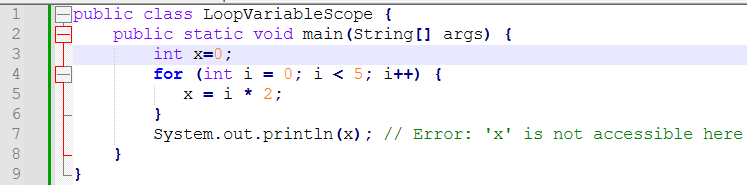 1 public class LoopVariableScope {
2 public static void main(String[] args) {
3 int x=0;
4 for (int i = 0; i < 5; i++) {
5 x = i * 2;
6 }
7 System.out.println(x); // Error: 'x' is not accessible here
8 }
9 }